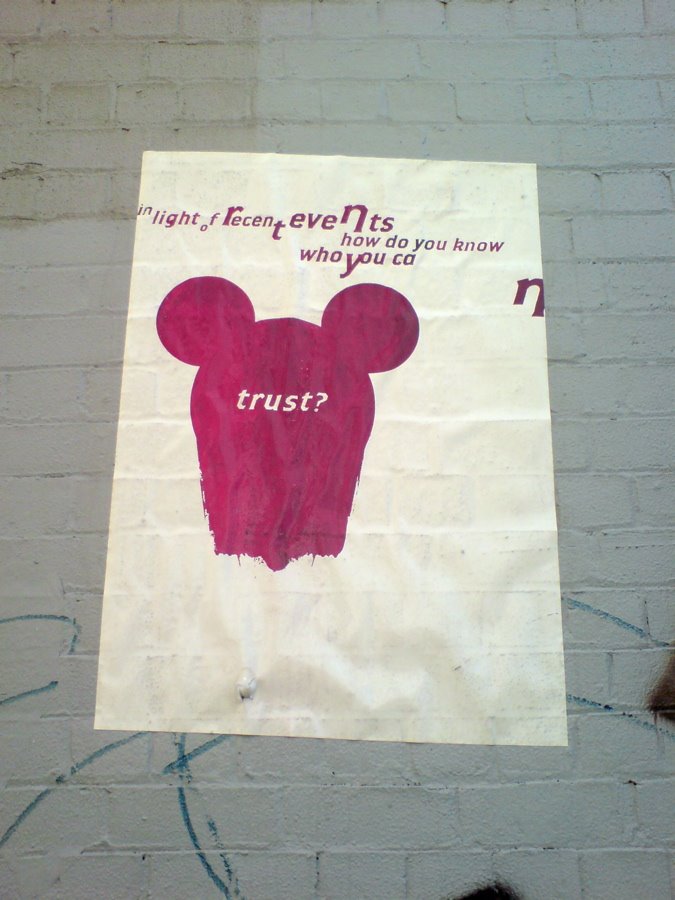 in light of recent events
how do you know
who you ca
n
trust?